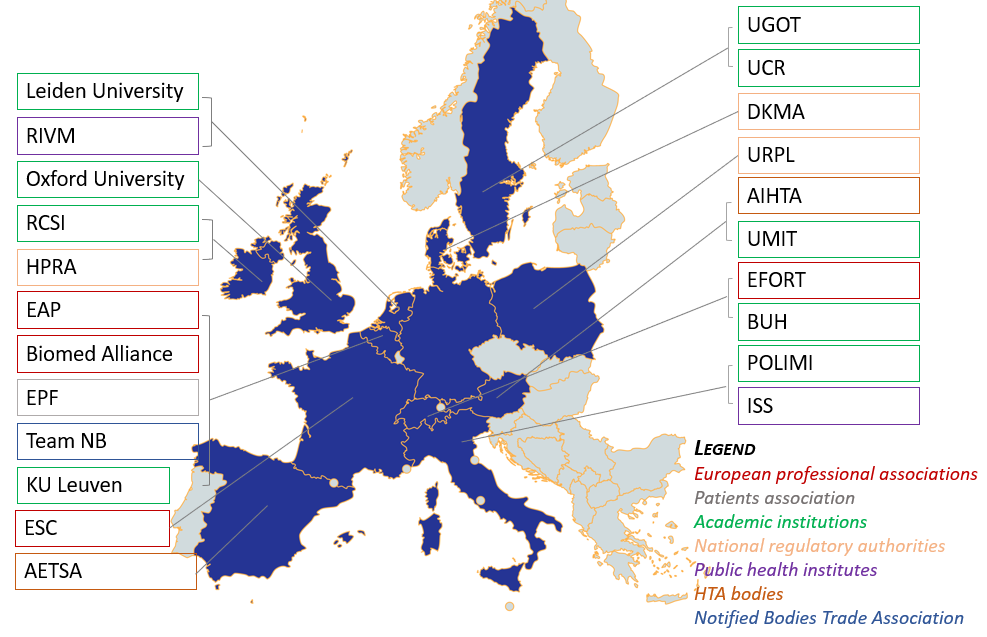 Leiden University
RIVM
Oxford University
RCSI
HPRA
EAP
Biomed Alliance
EPF
Team NB
KU Leuven
ESC
AETSA
UGOT
UCR
DKMA
URPL
AIHTA
UMIT
EFORT
BUH
POLIMI
ISS
LEGEND
European professional associations
Patients association
Academic institutions
National regulatory authorities
Public health institutes
HTA bodies
Notified Bodies Trade Association